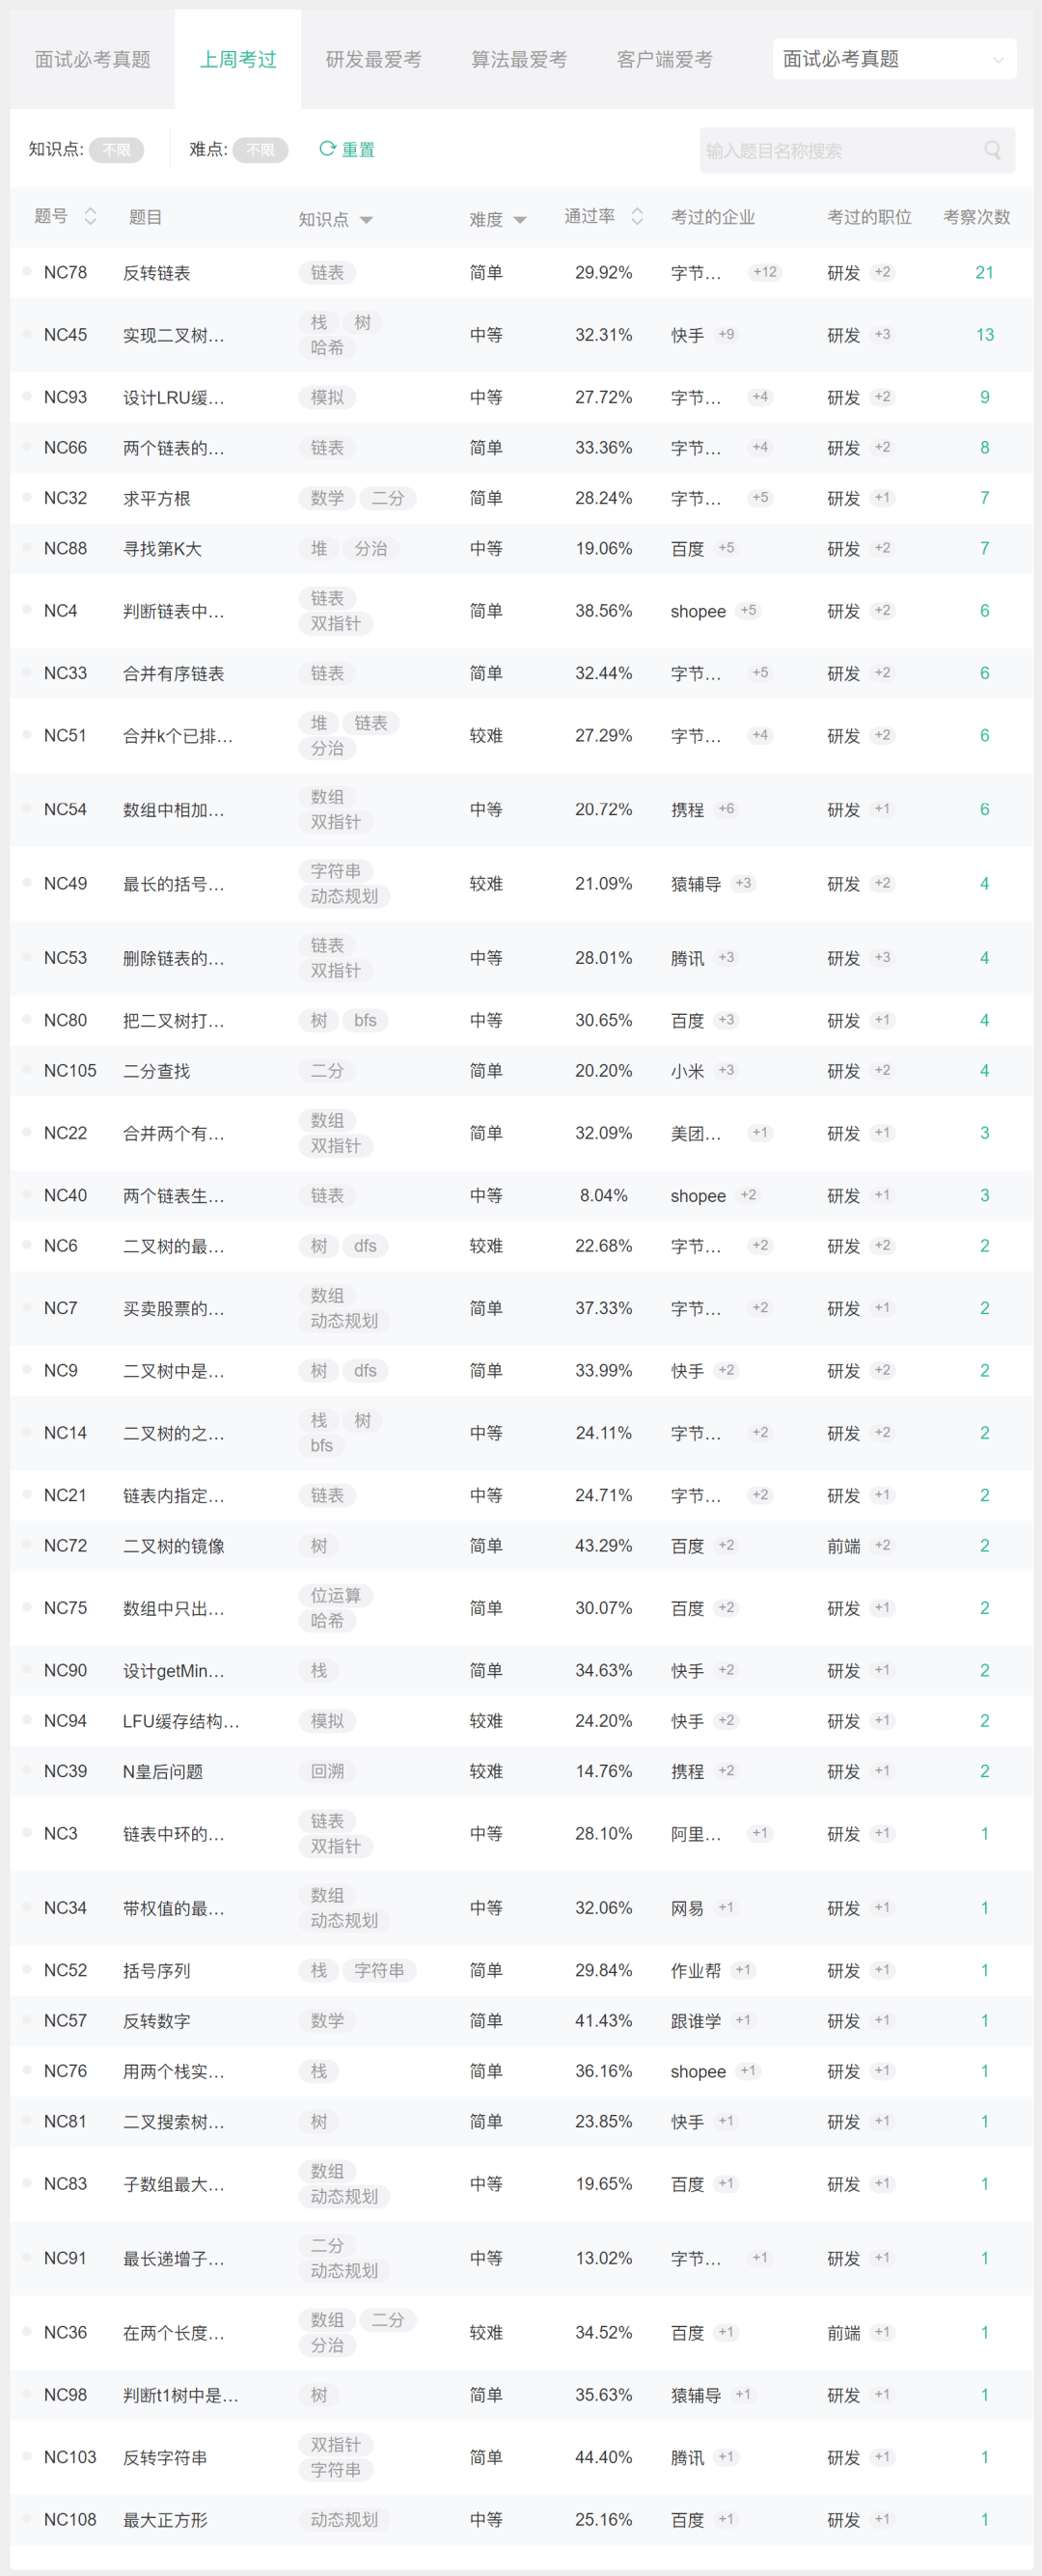 面试必考真题 上周考过 研发最爱考 算法最爱考 客户端爱考 面试必考真题
知识点: 不限 难点: 不限 重置 输入题目名称搜索
题号 题目 知识点 难度 通过率 考过的企业 考过的职位 考察次数
NC78 反转链表 链表 简单 29.92% 字节... +12 研发 +2 21
NC45 实现二叉树... 栈 树 哈希 中等 32.31% 快手 +9 研发 +3 13
NC93 设计LRU缓... 模拟 中等 27.72% 字节... +4 研发 +2 9
NC66 两个链表的... 链表 简单 33.36% 字节... +4 研发 +2 8
NC32 求平方根 数学 二分 简单 28.24% 字节... +5 研发 +1 7
NC88 寻找第K大 堆 分治 中等 19.06% 百度 +5 研发 +2 7
NC4 判断链表中... 链表 双指针 简单 38.56% shopee +5 研发 +2 6
NC33 合并有序链表 链表 简单 32.44% 字节... +5 研发 +2 6
NC51 合并k个已排... 堆 链表 分治 较难 27.29% 字节... +4 研发 +2 6
NC54 数组中相加... 数组 双指针 中等 20.72% 携程 +6 研发 +1 6
NC49 最长的括号... 字符串 动态规划 较难 21.09% 猿辅导 +3 研发 +2 4
NC53 删除链表的... 链表 双指针 中等 28.01% 腾讯 +3 研发 +3 4
NC80 把二叉树打... 树 bfs 中等 30.65% 百度 +3 研发 +1 4
NC105 二分查找 二分 简单 20.20% 小米 +3 研发 +2 4
NC22 合并两个有... 数组 双指针 简单 32.09% 美团... +1 研发 +1 3
NC40 两个链表生... 链表 中等 8.04% shopee +2 研发 +1 3
NC6 二叉树的最... 树 dfs 较难 22.68% 字节... +2 研发 +2 2
NC7 买卖股票的... 数组 动态规划 简单 37.33% 字节... +2 研发 +1 2
NC9 二叉树中是... 树 dfs 简单 33.99% 快手 +2 研发 +2 2
NC14 二叉树的之... 栈 树 bfs 中等 24.11% 字节... +2 研发 +2 2
NC21 链表内指定... 链表 中等 24.71% 字节... +2 研发 +1 2
NC72 二叉树的镜像 树 简单 43.29% 百度 +2 前端 +2 2
NC75 数组中只出... 位运算 哈希 简单 30.07% 百度 +2 研发 +1 2
NC90 设计getMin... 栈 简单 34.63% 快手 +2 研发 +1 2
NC94 LFU缓存结构... 模拟 较难 24.20% 快手 +2 研发 +1 2
NC39 N皇后问题 回溯 较难 14.76% 携程 +2 研发 +1 2
NC3 链表中环的... 链表 双指针 中等 28.10% 阿里... +1 研发 +1 1
NC34 带权值的最... 数组 动态规划 中等 32.06% 网易 +1 研发 +1 1
NC52 括号序列 栈 字符串 简单 29.84% 作业帮 +1 研发 +1 1
NC57 反转数字 数学 简单 41.43% 跟谁学 +1 研发 +1 1
NC76 用两个栈实... 栈 简单 36.16% shopee +1 研发 +1 1
NC81 二叉搜索树... 树 简单 23.85% 快手 +1 研发 +1 1
NC83 子数组最大... 数组 动态规划 中等 19.65% 百度 +1 研发 +1 1
NC91 最长递增子... 二分 动态规划 中等 13.02% 字节... +1 研发 +1 1
NC36 在两个长度... 数组 二分 分治 较难 34.52% 百度 +1 前端 +1 1
NC98 判断t1树中是... 树 简单 35.63% 猿辅导 +1 研发 +1 1
NC103 反转字符串 双指针 字符串 简单 44.40% 腾讯 +1 研发 +1 1
NC108 最大正方形 动态规划 中等 25.16% 百度 +1 研发 +1 1